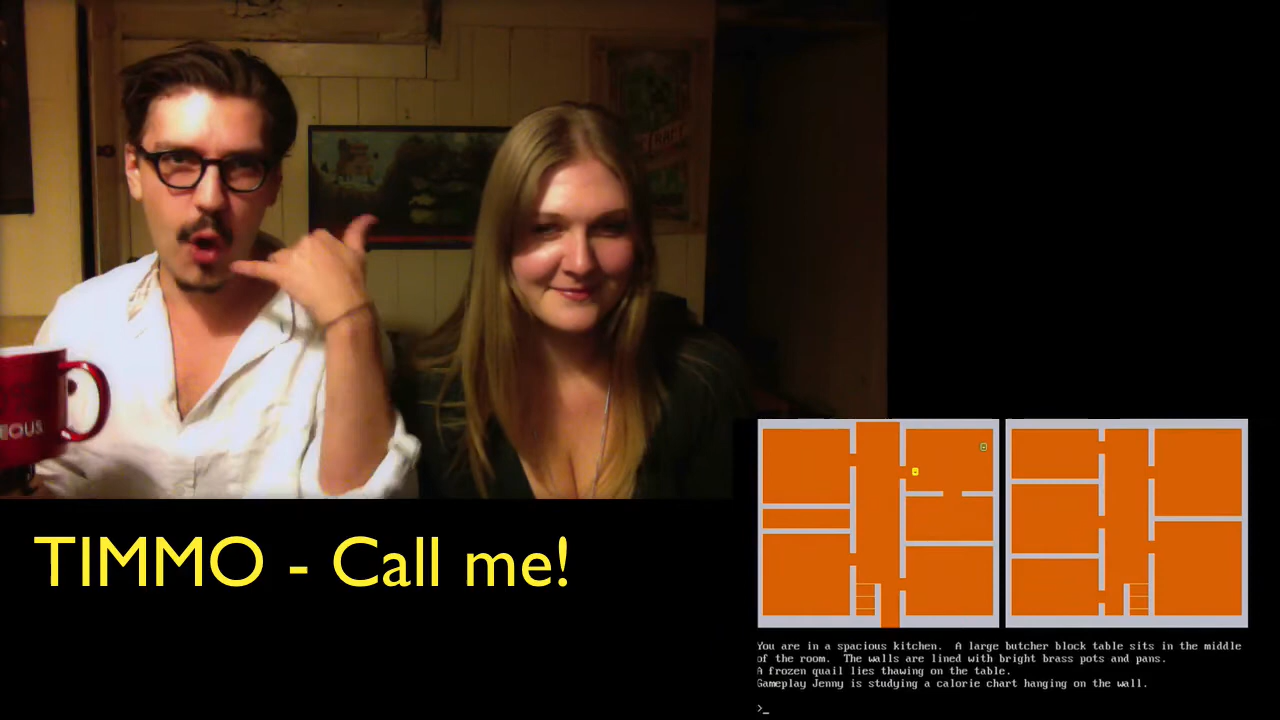 EOUS
TIMMO - Call me!
You are in a spacious kitchen. A large butcher block table sits in the middle
of the room. The walls are lined with bright brass pots and pans.
A frozen quail lies thawing on the table.
Gameplay Jenny is studying a calorie chart hanging on the wall.
>_